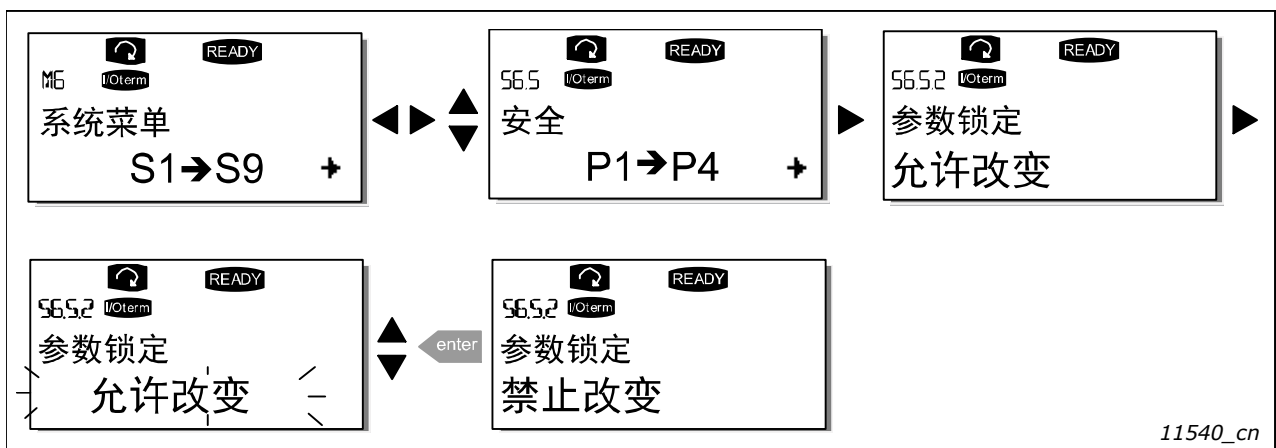 READY
M6 I/Oterm
系统菜单
S1➔S9
READY
S6.5 I/Oterm
安全
P1➔P4
READY
S6.5.2 I/Oterm
参数锁定
允许改变
READY
S6.5.2 I/Oterm
参数锁定
允许改变
enter
READY
S6.5.2 I/Oterm
参数锁定
禁止改变
11540_cn